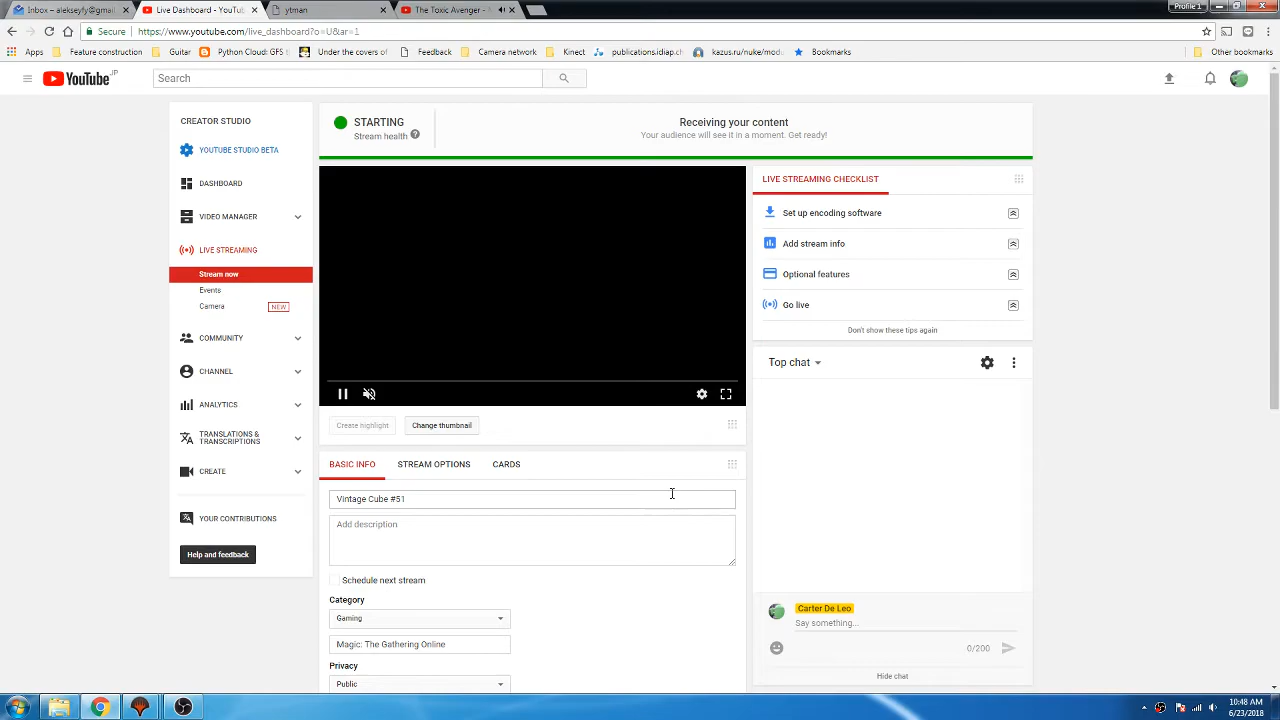 Inbox – alekseyfy@gmail
Live Dashboard - YouTu
ytman
The Toxic Avenger -
Profile 1
Secure
https://www.youtube.com/live_dashboard?o=U&ar=1
Apps
Feature construction
Guitar
Python Cloud: GFS t
Under the covers of
Feedback
Camera network
Kinect
publications.idiap.c
kazus.ru/nuke/mod
Bookmarks
Other bookmarks
YouTube JP
Search
CREATOR STUDIO
YOUTUBE STUDIO BETA
DASHBOARD
VIDEO MANAGER
LIVE STREAMING
Stream now
Events
Camera
NEW
COMMUNITY
CHANNEL
ANALYTICS
TRANSLATIONS &
TRANSCRIPTIONS
CREATE
YOUR CONTRIBUTIONS
Help and feedback
STARTING
Stream health ?
Receiving your content
Your audience will see it in a moment. Get ready!
Create highlight
Change thumbnail
BASIC INFO
STREAM OPTIONS
CARDS
Vintage Cube #51
Add description
Schedule next stream
Category
Gaming
Magic: The Gathering Online
Privacy
Public
LIVE STREAMING CHECKLIST
Set up encoding software
Add stream info
Optional features
Go live
Don't show these tips again
Top chat
Carter De Leo
Say something...
0/200
Hide chat
10:48 AM
6/23/2018